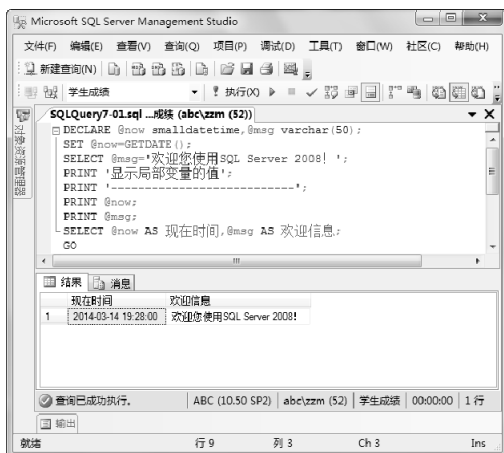 Microsoft SQL Server Management Studio
文件(F) 编辑(E) 查看(V) 查询(Q) 项目(P) 调试(D) 工具(T) 窗口(W) 社区(C) 帮助(H)
新建查询(N)
学生成绩 执行(X)
SQLQuery7-01.sql ...成绩 (abc\zzm (52))
对象资源管理器
DECLARE @now smalldatetime,@msg varchar(50);
SET @now=GETDATE();
SELECT @msg='欢迎您使用SQL Server 2008! ';
PRINT '显示局部变量的值';
PRINT '----------------------------';
PRINT @now;
PRINT @msg;
SELECT @now AS 现在时间,@msg AS 欢迎信息;
GO
结果 消息
现在时间 欢迎信息
1 2014-03-14 19:28:00 欢迎您使用SQL Server 2008!
查询已成功执行。 ABC (10.50 SP2) abc\zzm (52) 学生成绩 00:00:00 1 行
输出
就绪 行 9 列 3 Ch 3 Ins